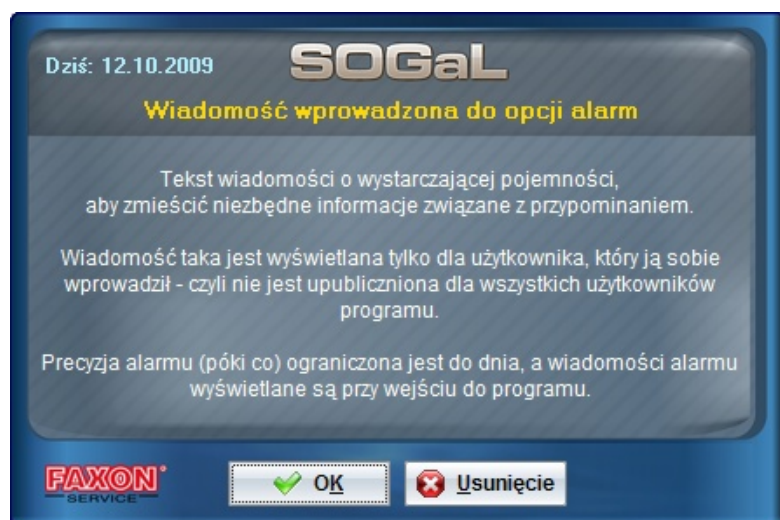 Dziś: 12.10.2009 SOGaL
Wiadomość wprowadzona do opcji alarm
Tekst wiadomości o wystarczającej pojemności,
aby zmieścić niezbędne informacje związane z przypominaniem.
Wiadomość taka jest wyświetlana tylko dla użytkownika, który ją sobie
wprowadził - czyli nie jest upubliczniona dla wszystkich użytkowników
programu.
Precyzja alarmu (póki co) ograniczona jest do dnia, a wiadomości alarmu
wyświetlane są przy wejściu do programu.
FAXON
SERVICE
OK
Usunięcie